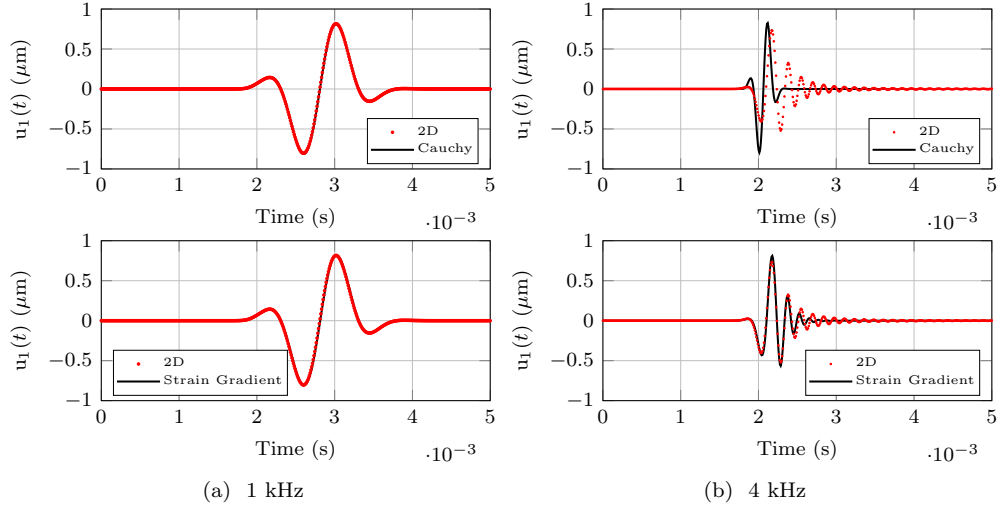 1
0.5
0
−0.5
−1
u₁(t) (μm)
0 1 2 3 4 5
Time (s)
·10⁻³
2D
Cauchy
1
0.5
0
−0.5
−1
u₁(t) (μm)
0 1 2 3 4 5
Time (s)
·10⁻³
2D
Cauchy
1
0.5
0
−0.5
−1
u₁(t) (μm)
0 1 2 3 4 5
Time (s)
·10⁻³
2D
Strain Gradient
1
0.5
0
−0.5
−1
u₁(t) (μm)
0 1 2 3 4 5
Time (s)
·10⁻³
2D
Strain Gradient
(a) 1 kHz
(b) 4 kHz